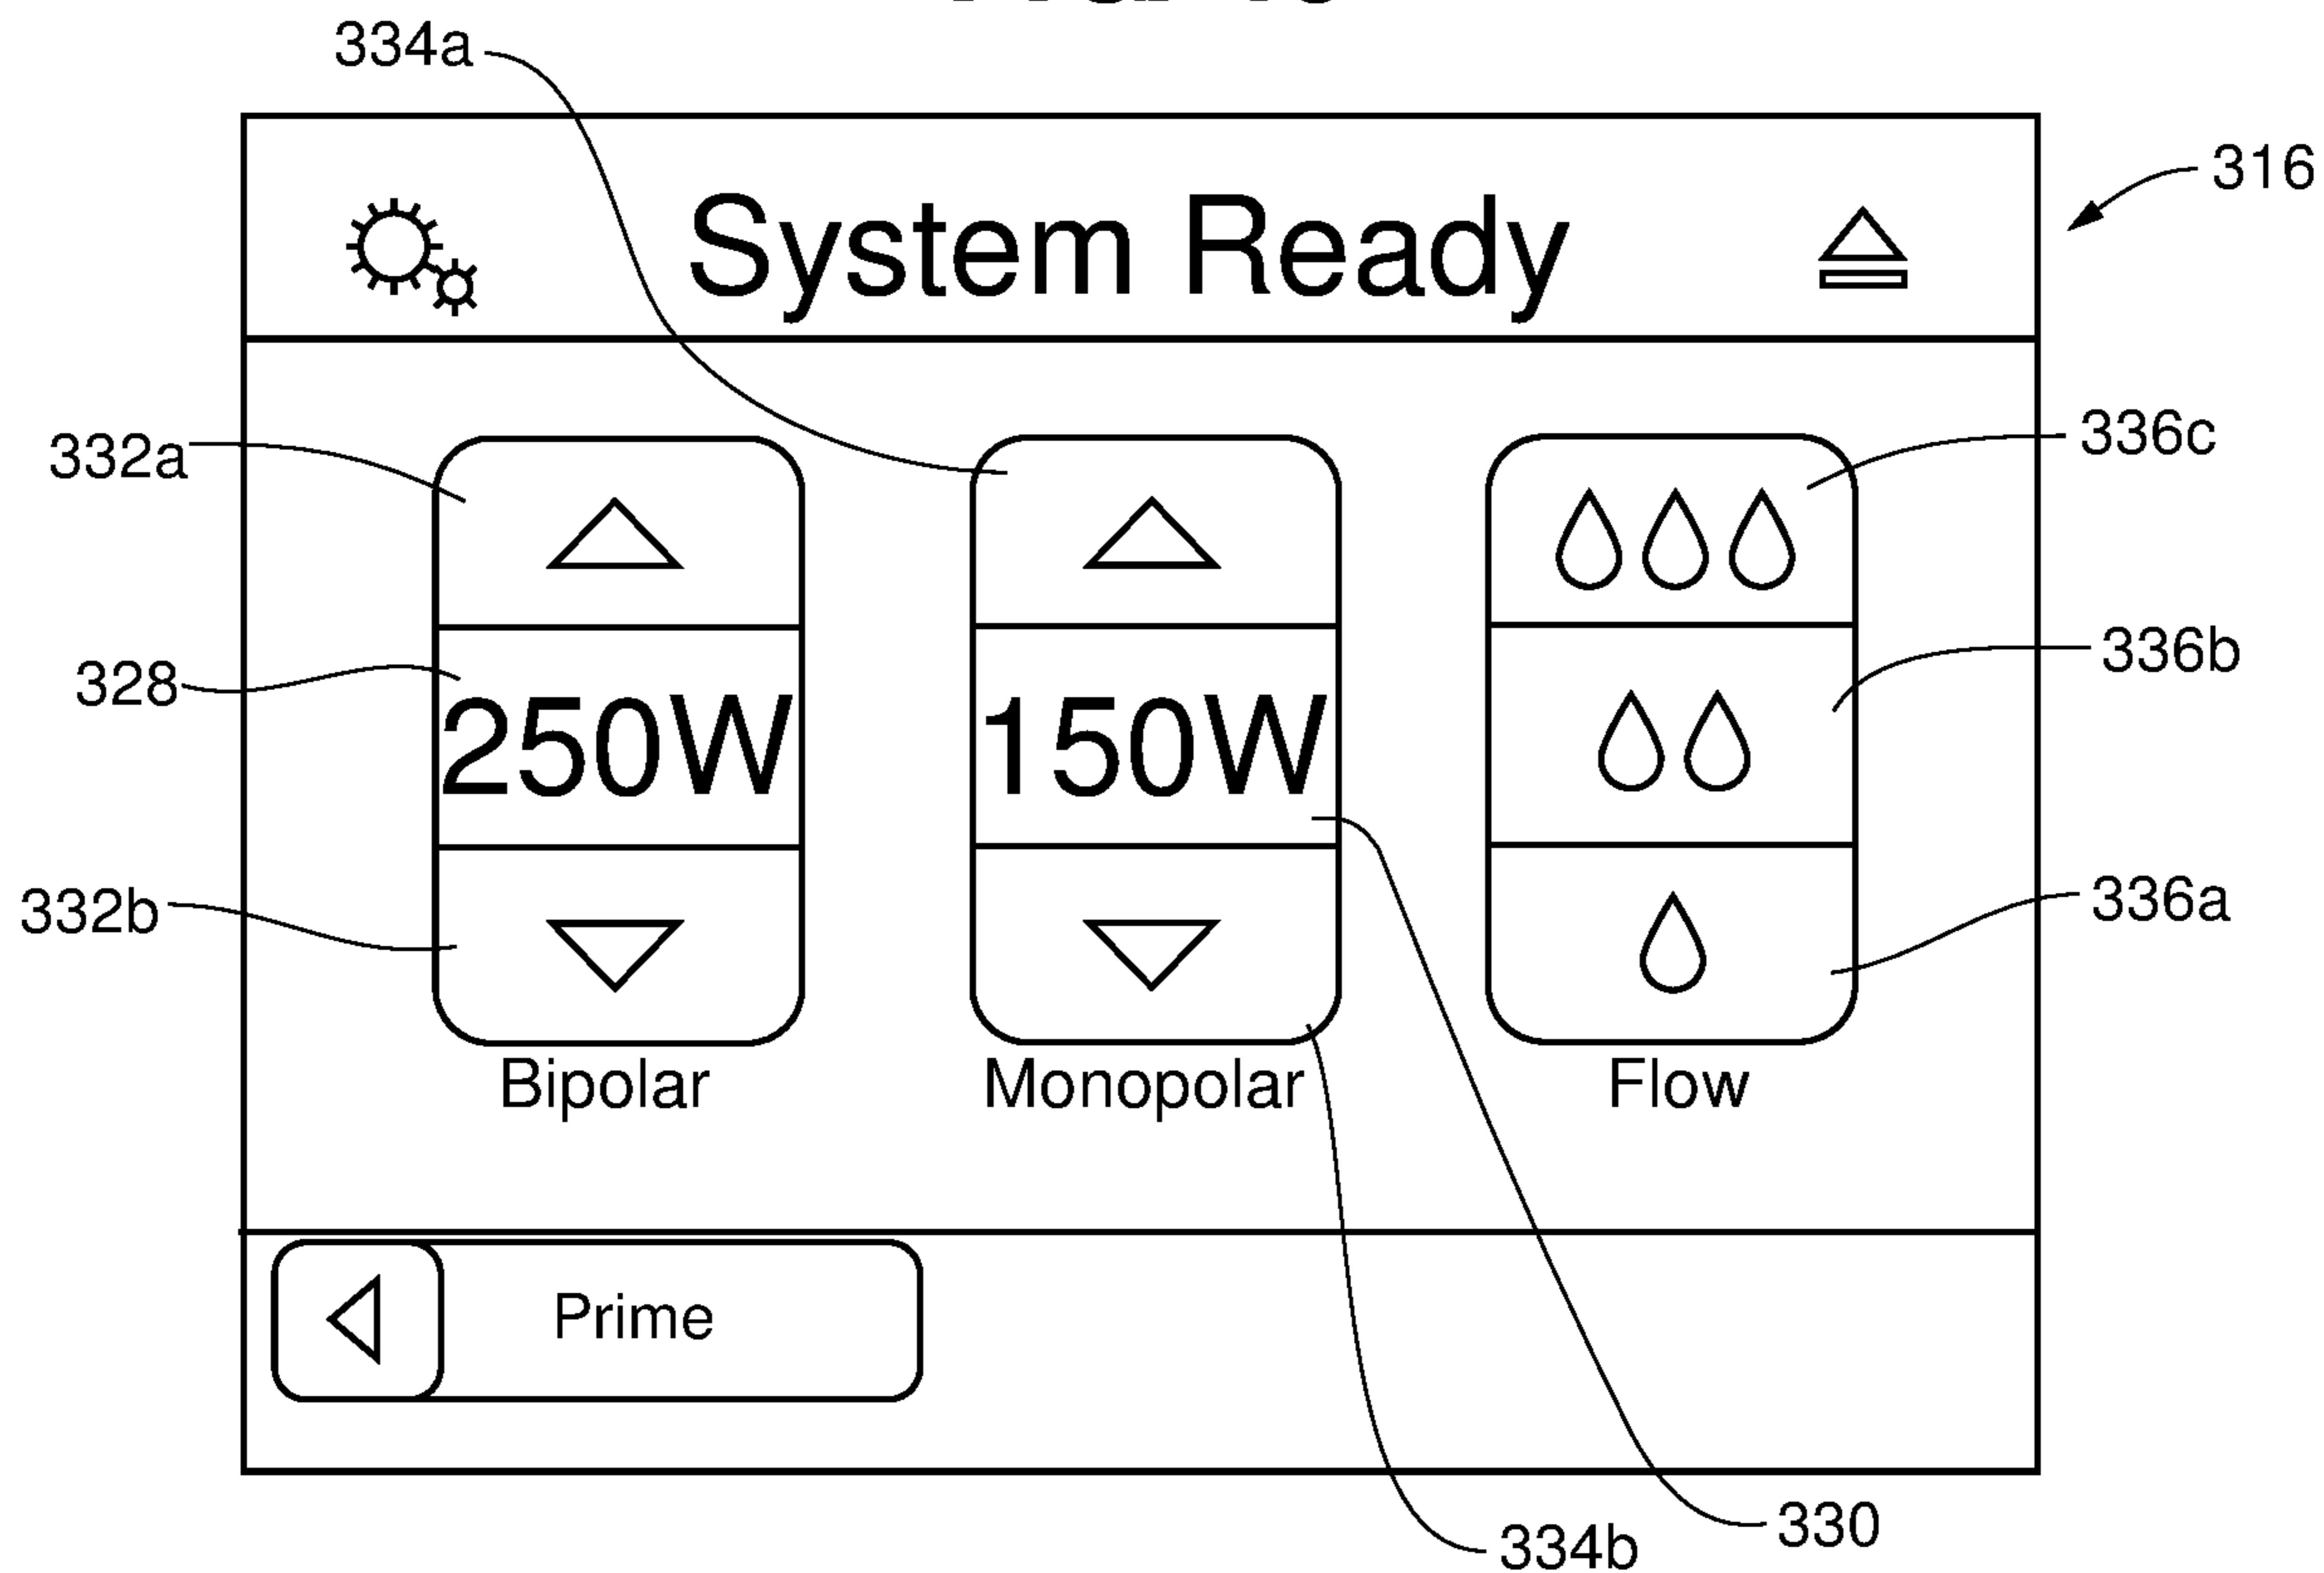 334a
316
System Ready
332a
336c
328
250W
150W
336b
332b
336a
Bipolar
Monopolar
Flow
Prime
330
334b